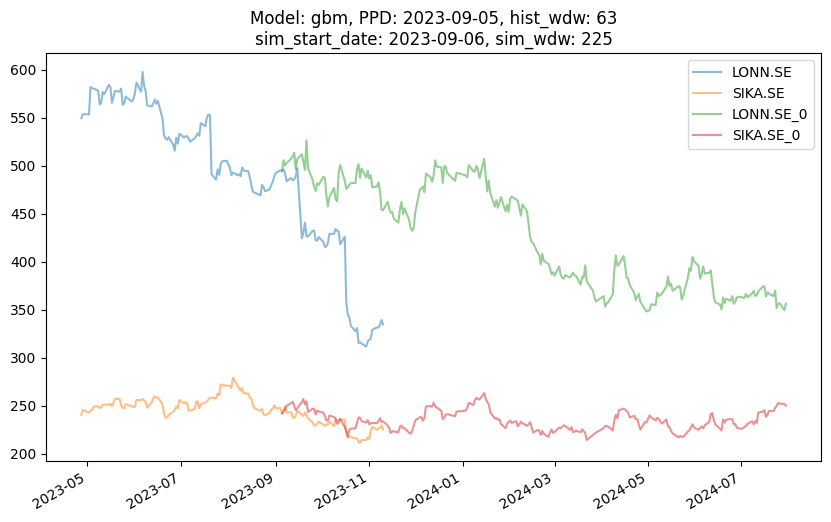 Model: gbm, PPD: 2023-09-05, hist_wdw: 63
sim_start_date: 2023-09-06, sim_wdw: 225
LONN.SE
SIKA.SE
LONN.SE_0
SIKA.SE_0
600
550
500
450
400
350
300
250
200
2023-05
2023-07
2023-09
2023-11
2024-01
2024-03
2024-05
2024-07